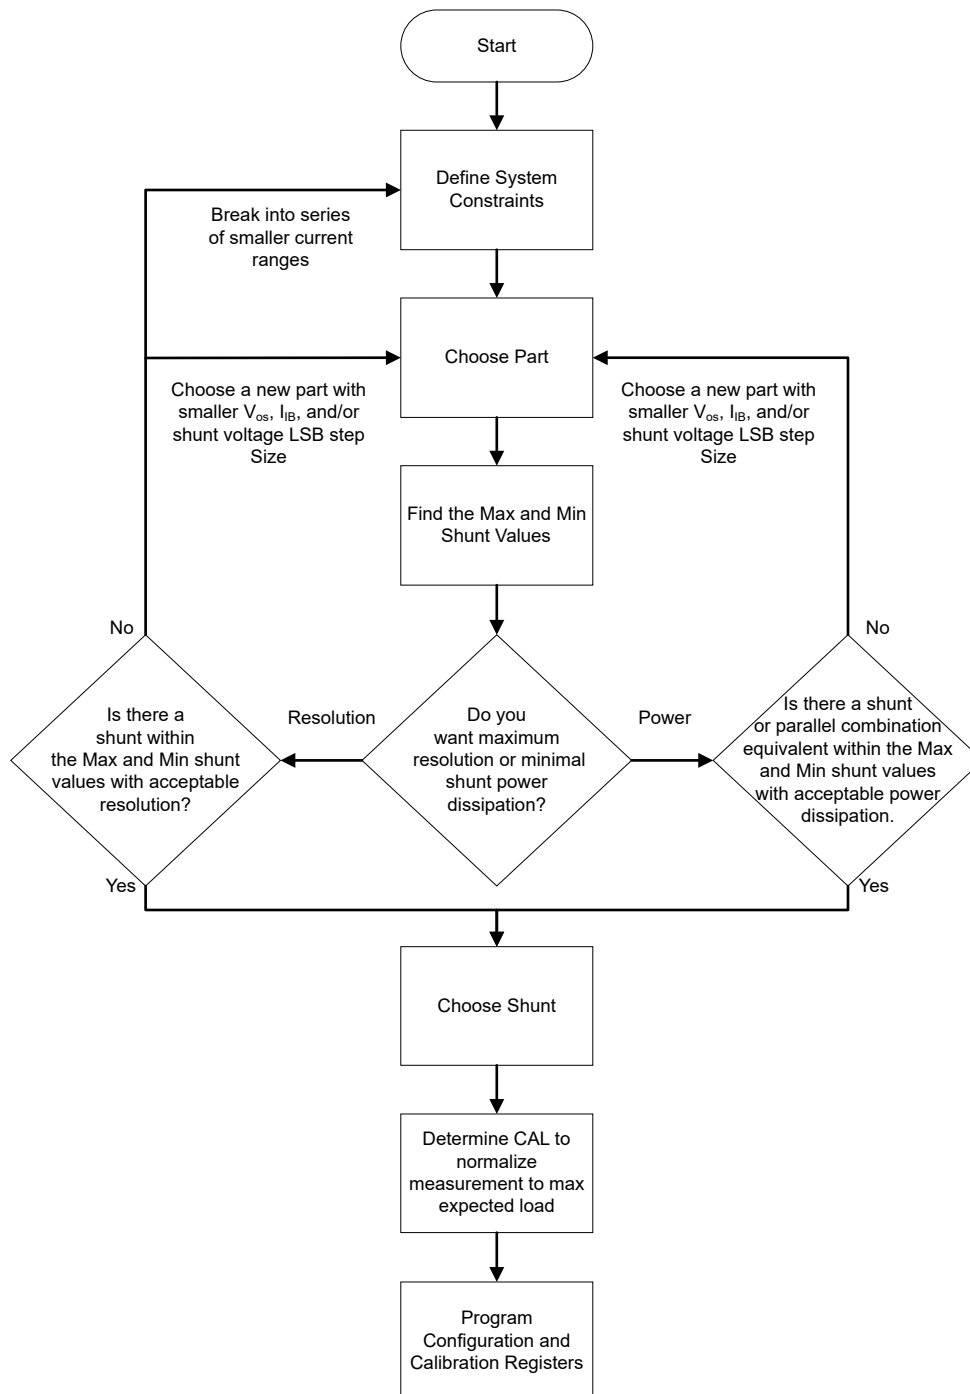 Start
Define System
Constraints
Break into series
of smaller current
ranges
Choose Part
Choose a new part with
smaller Vos, IIB, and/or
shunt voltage LSB step
Size
Choose a new part with
smaller Vos, IIB, and/or
shunt voltage LSB step
Size
Find the Max and Min
Shunt Values
No
No
Is there a
shunt within
the Max and Min shunt
values with acceptable
resolution?
Resolution
Do you
want maximum
resolution or minimal
shunt power
dissipation?
Power
Is there a shunt
or parallel combination
equivalent within the Max
and Min shunt values
with acceptable power
dissipation.
Yes
Yes
Choose Shunt
Determine CAL to
normalize
measurement to max
expected load
Program
Configuration and
Calibration Registers